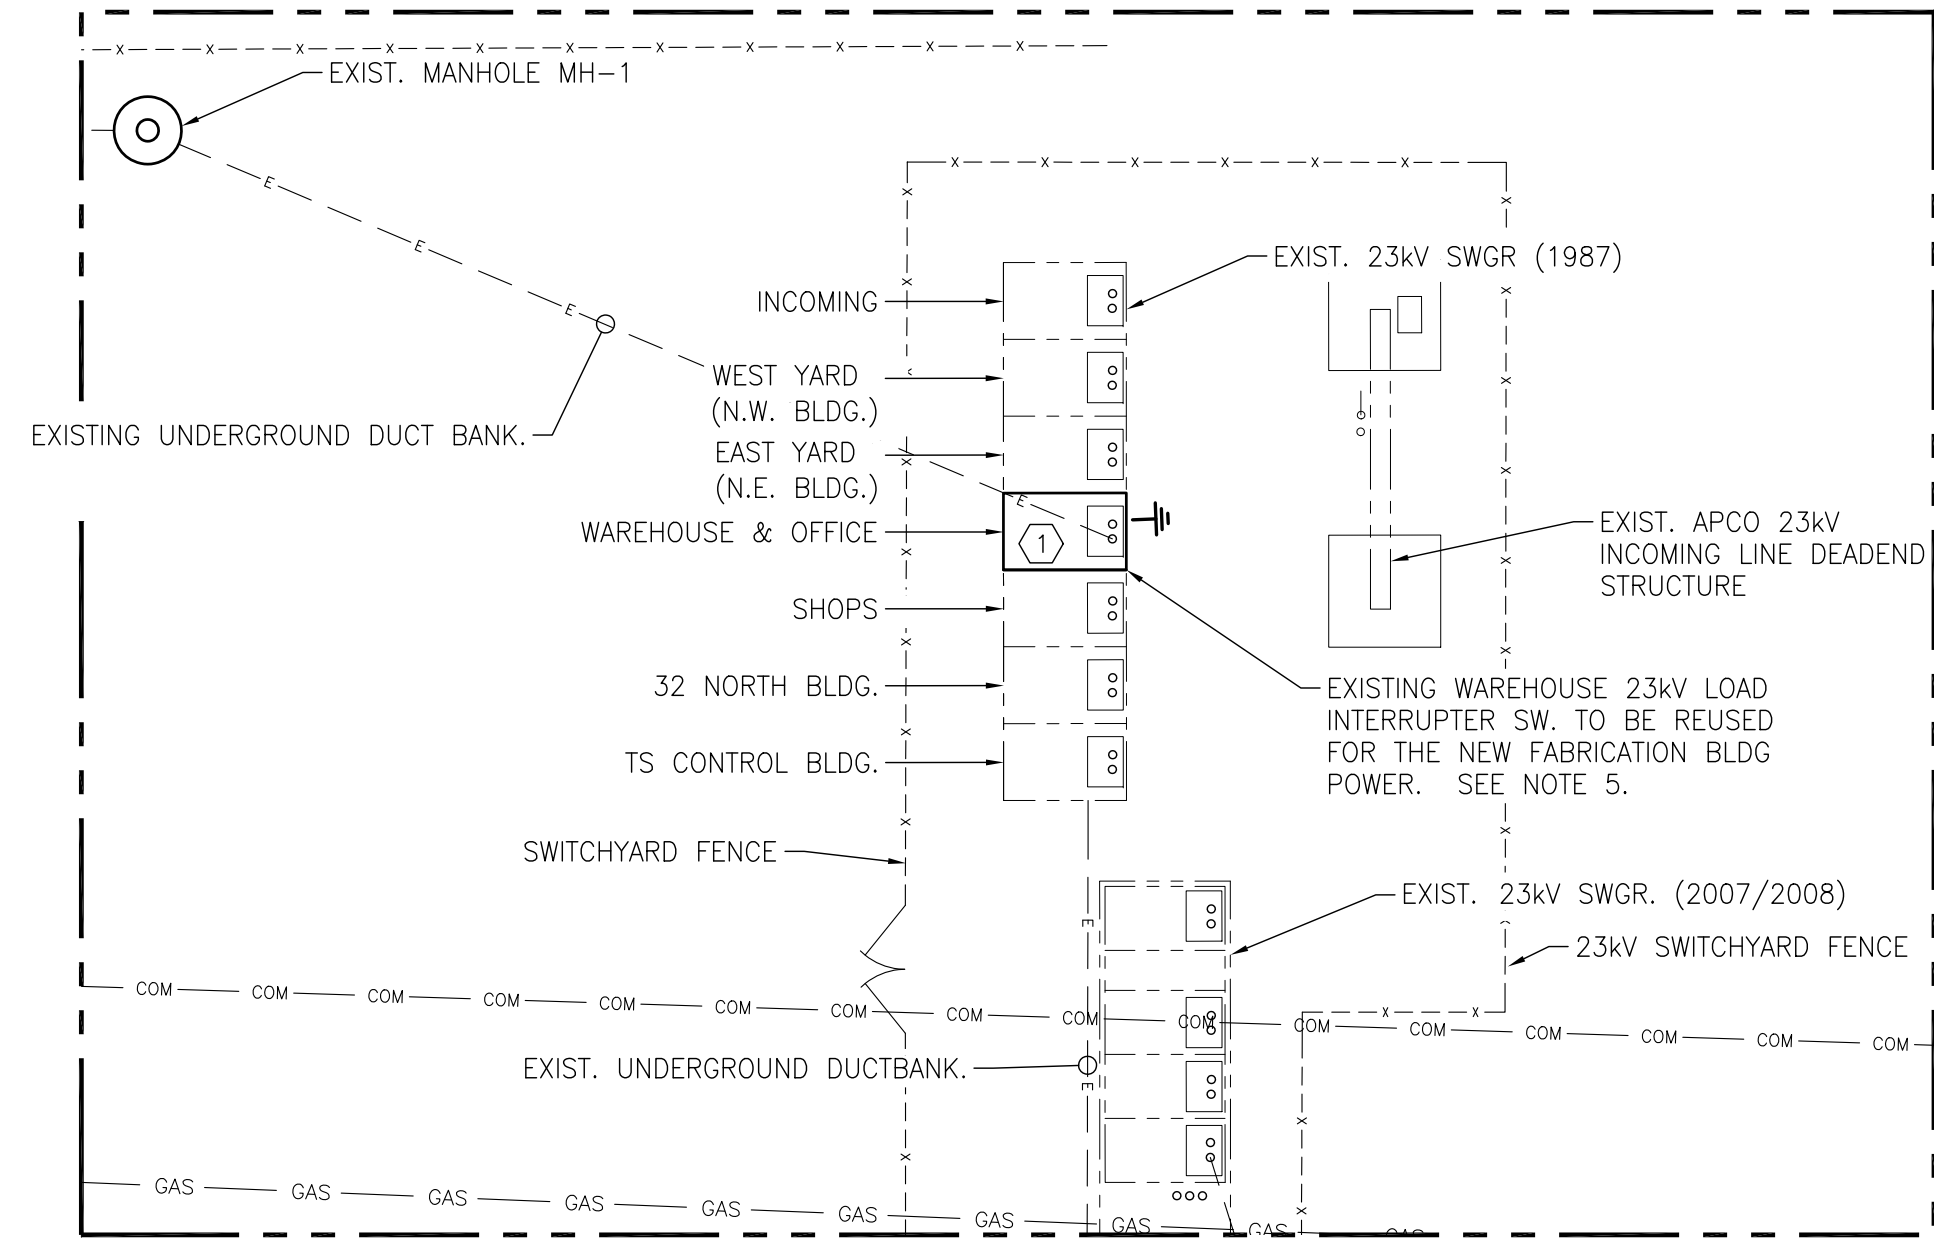 EXIST. MANHOLE MH-1
EXIST. 23kV SWGR (1987)
INCOMING
WEST YARD
(N.W. BLDG.)
EXISTING UNDERGROUND DUCT BANK.
EAST YARD
(N.E. BLDG.)
WAREHOUSE & OFFICE
1
EXIST. APCO 23kV
INCOMING LINE DEADEND
STRUCTURE
SHOPS
32 NORTH BLDG.
EXISTING WAREHOUSE 23kV LOAD
INTERRUPTER SW. TO BE REUSED
FOR THE NEW FABRICATION BLDG
POWER. SEE NOTE 5.
TS CONTROL BLDG.
SWITCHYARD FENCE
EXIST. 23kV SWGR. (2007/2008)
23kV SWITCHYARD FENCE
COM COM COM COM COM COM COM COM COM COM COM COM COM COM COM COM
EXIST. UNDERGROUND DUCTBANK.
GAS GAS GAS GAS GAS GAS GAS GAS GAS GAS